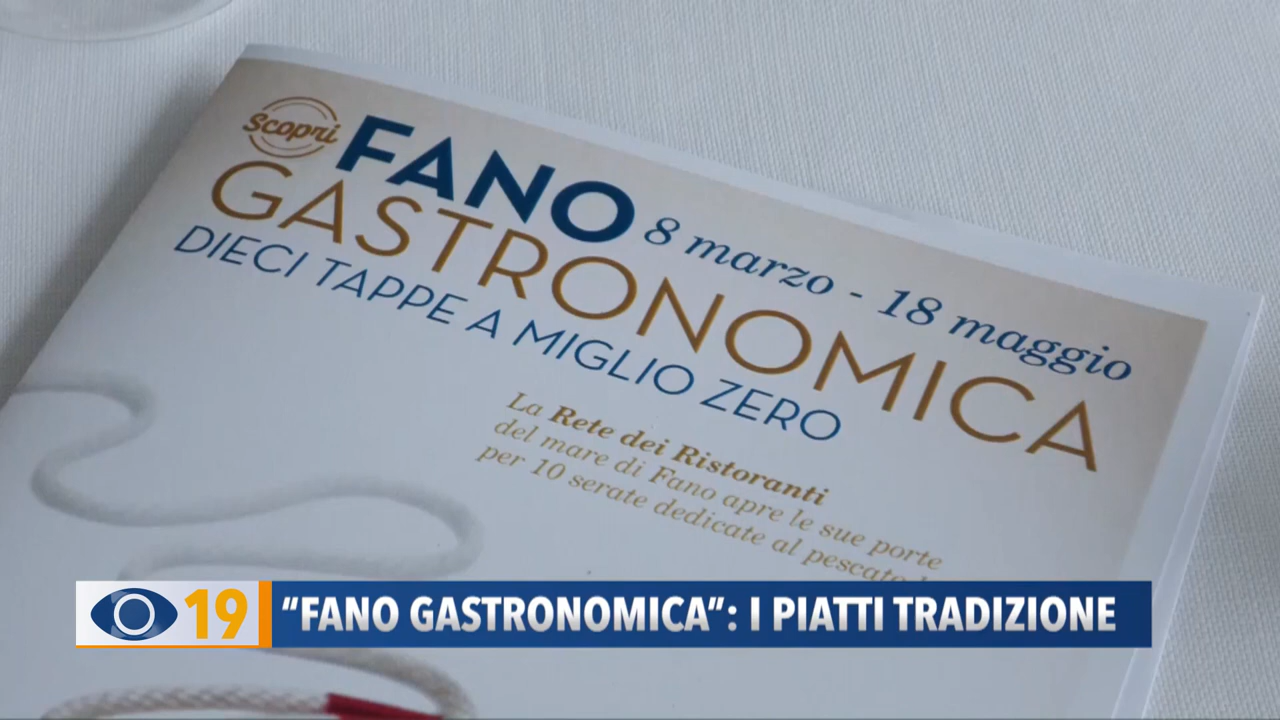 Scopri
FANO
8 marzo - 18 maggio
GASTRONOMICA
DIECI TAPPE A MIGLIO ZERO
La Rete dei Ristoranti
del mare di Fano apre le sue porte
per 10 serate dedicate al pescato
19
“FANO GASTRONOMICA”: I PIATTI TRADIZIONE